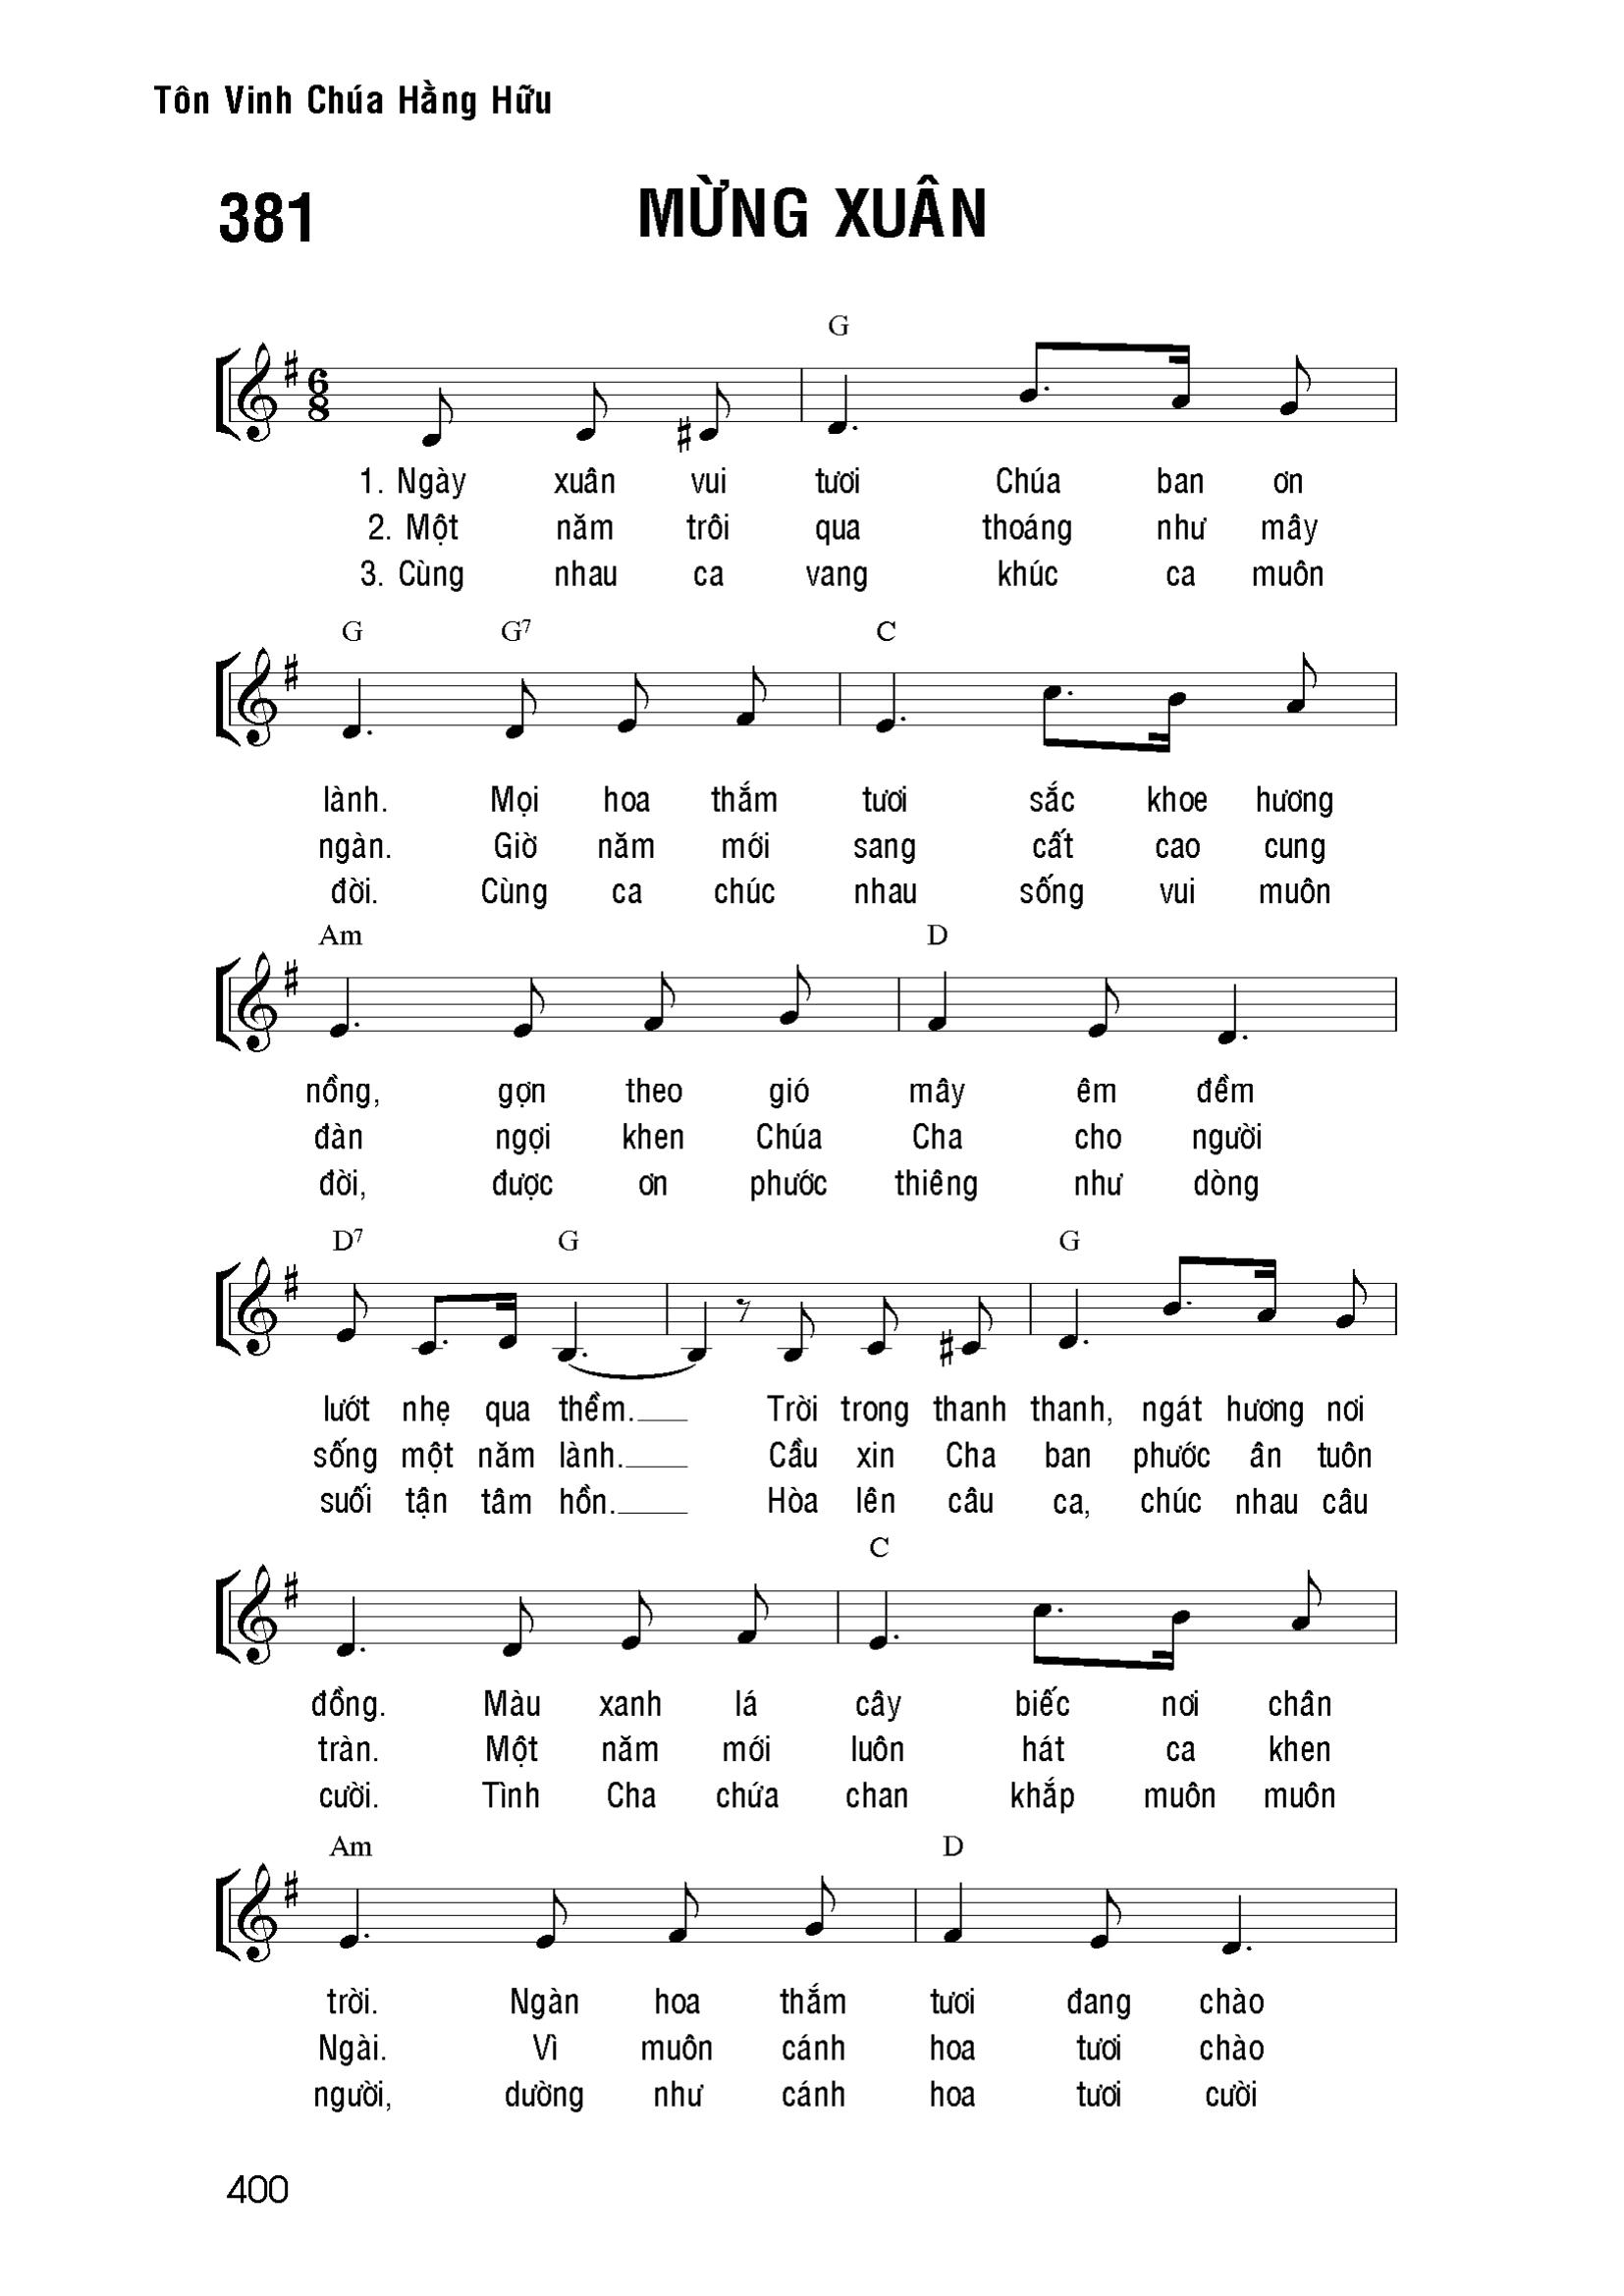 Tôn Vinh Chúa Hằng Hữu
381 MỪNG XUÂN
G
6
8
1. Ngày xuân vui tươi Chúa ban ơn
2. Một năm trôi qua thoáng như mây
3. Cùng nhau ca vang khúc ca muôn
G G7 C
lành. Mọi hoa thắm tươi sắc khoe hương
ngàn. Giờ năm mới sang cất cao cung
đời. Cùng ca chúc nhau sống vui muôn
Am D
nồng, gợn theo gió mây êm đềm
đàn ngợi khen Chúa Cha cho người
đời, được ơn phước thiêng như dòng
D7 G G
lướt nhẹ qua thềm. Trời trong thanh thanh, ngát hương nơi
sống một năm lành. Cầu xin Cha ban phước ân tuôn
suối tận tâm hồn. Hòa lên câu ca, chúc nhau câu
C
đồng. Màu xanh lá cây biếc nơi chân
tràn. Một năm mới luôn hát ca khen
cười. Tình Cha chứa chan khắp muôn muôn
Am D
trời. Ngàn hoa thắm tươi đang chào
Ngài. Vì muôn cánh hoa tươi chào
người, dường như cánh hoa tươi cười
400